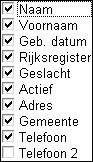 Naam
Voornaam
Geb. datum
Rijksregister
Geslacht
Actief
Adres
Gemeente
Telefoon
Telefoon 2